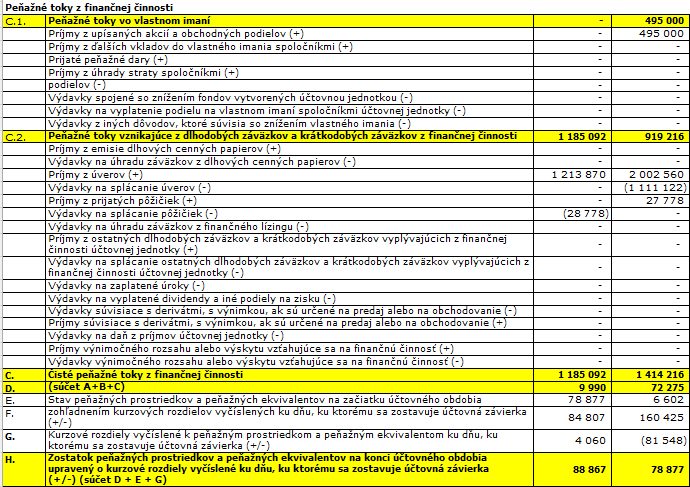 Peňažné toky z finančnej činnosti
C.1. Peňažné toky vo vlastnom imaní - 495 000
Príjmy z upísaných akcií a obchodných podielov (+) - 495 000
Príjmy z ďalších vkladov do vlastného imania spoločníkmi (+) - -
Prijaté peňažné dary (+) - -
Príjmy z úhrady straty spoločníkmi (+) - -
podielov (-) - -
Výdavky spojené so znížením fondov vytvorených účtovnou jednotkou (-) - -
Výdavky na vyplatenie podielu na vlastnom imaní spoločníkmi účtovnej jednotky (-) - -
Výdavky z iných dôvodov, ktoré súvisia so znížením vlastného imania (-) - -
C.2. Peňažné toky vznikajúce z dlhodobých záväzkov a krátkodobých záväzkov z finančnej činnosti 1 185 092 919 216
Príjmy z emisie dlhových cenných papierov (+) - -
Výdavky na úhradu záväzkov z dlhových cenných papierov (-) - -
Príjmy z úverov (+) 1 213 870 2 002 560
Výdavky na splácanie úverov (-) - (1 111 122)
Príjmy z prijatých pôžičiek (+) - 27 778
Výdavky na splácanie pôžičiek (-) (28 778) -
Výdavky na úhradu záväzkov z finančného lízingu (-) - -
Príjmy z ostatných dlhodobých záväzkov a krátkodobých záväzkov vyplývajúcich z finančnej
činnosti účtovnej jednotky (+) - -
Výdavky na splácanie ostatných dlhodobých záväzkov a krátkodobých záväzkov vyplývajúcich z
finančnej činnosti účtovnej jednotky (-) - -
Výdavky na zaplatené úroky (-) - -
Výdavky na vyplatené dividendy a iné podiely na zisku (-) - -
Výdavky súvisiace s derivátmi, s výnimkou, ak sú určené na predaj alebo na obchodovanie (-) - -
Príjmy súvisiace s derivátmi, s výnimkou, ak sú určené na predaj alebo na obchodovanie (+) - -
Výdavky na daň z príjmov účtovnej jednotky (-) - -
Príjmy výnimočného rozsahu alebo výskytu vzťahujúce sa na finančnú činnosť (+) - -
Výdavky výnimočného rozsahu alebo výskytu vzťahujúce sa na finančnú činnosť (-) - -
C. Čisté peňažné toky z finančnej činnosti 1 185 092 1 414 216
D. (súčet A+B+C) 9 990 72 275
E. Stav peňažných prostriedkov a peňažných ekvivalentov na začiatku účtovného obdobia 78 877 6 602
F. zohľadnením kurzových rozdielov vyčíslených ku dňu, ku ktorému sa zostavuje účtovná závierka
(+/-) 84 807 160 425
G. Kurzové rozdiely vyčíslené k peňažným prostriedkom a peňažným ekvivalentom ku dňu, ku
ktorému sa zostavuje účtovná závierka (+/-) 4 060 (81 548)
H. Zostatok peňažných prostriedkov a peňažných ekvivalentov na konci účtovného obdobia
upravený o kurzové rozdiely vyčíslené ku dňu, ku ktorému sa zostavuje účtovná závierka
(+/-) (súčet D + E + G) 88 867 78 877